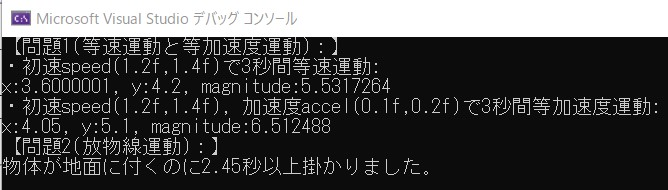 Microsoft Visual Studio デバッグ コンソール
【問題1(等速運動と等加速度運動):】
・初速speed(1.2f,1.4f)で3秒間等速運動:
x:3.6000001, y:4.2, magnitude:5.5317264
・初速speed(1.2f,1.4f), 加速度accel(0.1f,0.2f)で3秒間等加速度運動:
x:4.05, y:5.1, magnitude:6.512488
【問題2(放物線運動):】
物体が地面に付くのに2.45秒以上掛かりました。